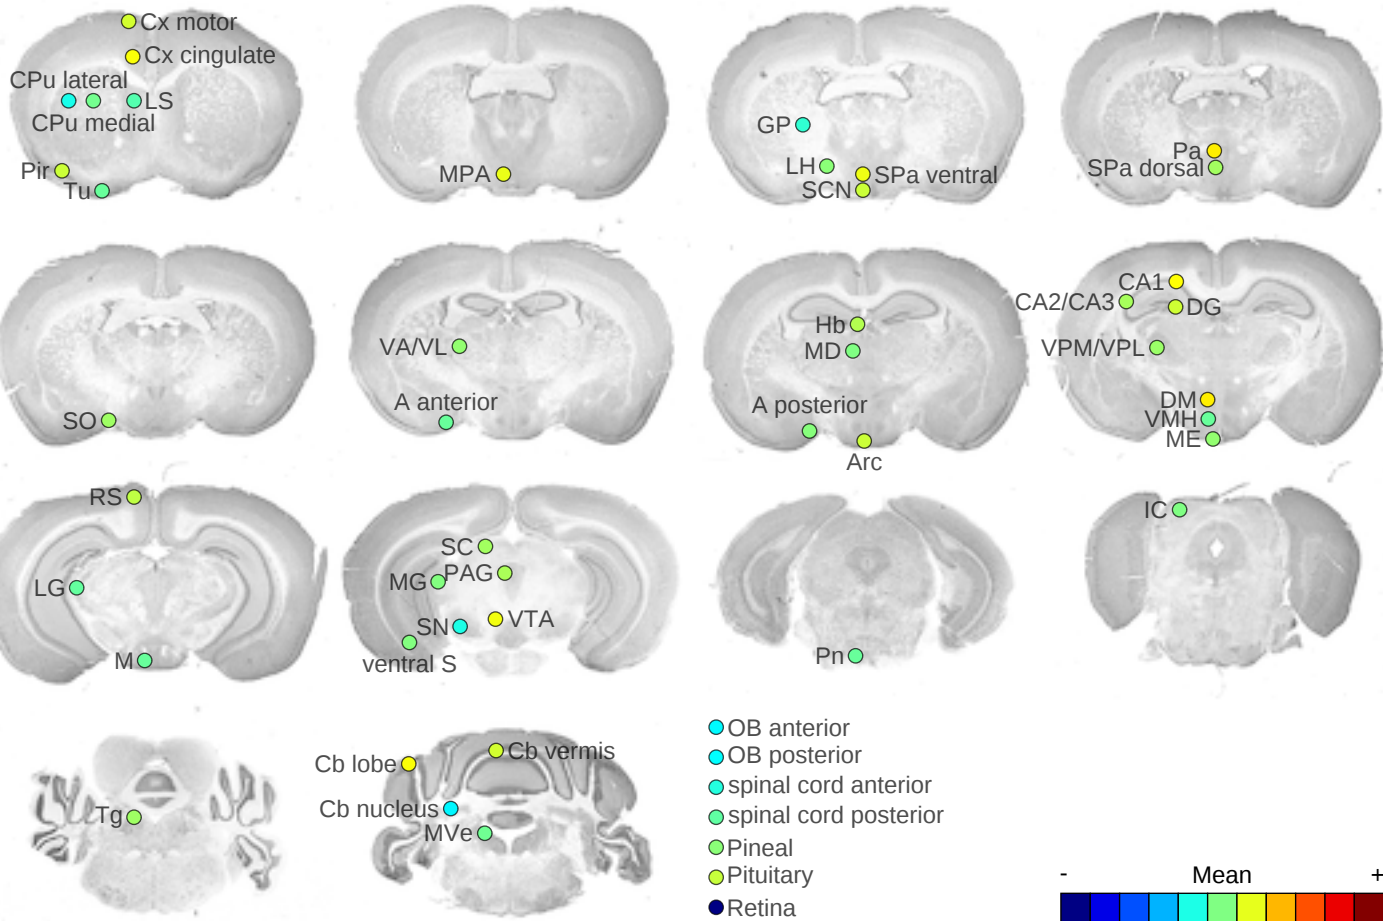 Cx motor
Cx cingulate
CPu lateral
LS
CPu medial
Pir
Tu
MPA
GP
LH
SPa ventral
SCN
Pa
SPa dorsal
SO
VA/VL
A anterior
Hb
MD
A posterior
Arc
CA1
CA2/CA3
DG
VPM/VPL
DM
VMH
ME
RS
LG
M
SC
MG
PAG
SN
VTA
ventral S
Pn
IC
Tg
Cb lobe
Cb vermis
Cb nucleus
MVe
OB anterior
OB posterior
spinal cord anterior
spinal cord posterior
Pineal
Pituitary
Retina
- Mean +